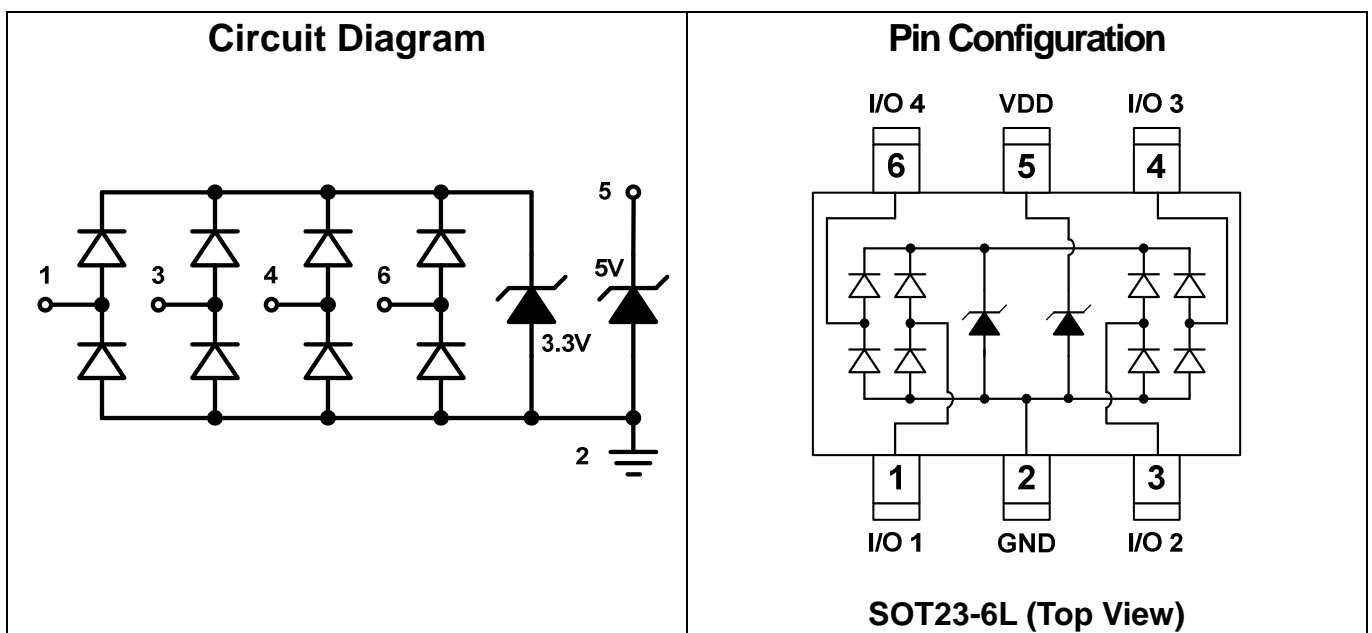 Circuit Diagram
5
1
3
4
6
5V
3.3V
2
Pin Configuration
I/O 4 VDD I/O 3
6 5 4
1 2 3
I/O 1 GND I/O 2
SOT23-6L (Top View)